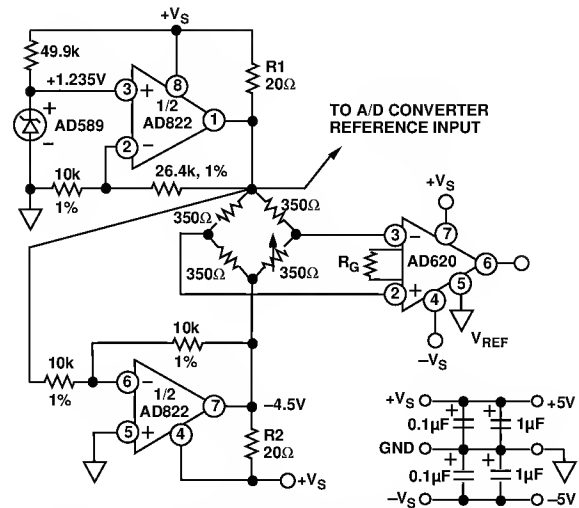 +VS
49.9k
R1
20Ω
+1.235V
3
+
8
1/2
AD822
1
TO A/D CONVERTER
REFERENCE INPUT
+
AD589
−
2
−
10k
1%
26.4k, 1%
350Ω
350Ω
350Ω
350Ω
+VS
3
−
7
RG
AD620
6
2
+
4
5
−VS
VREF
10k
1%
10k
1%
6
−
1/2
AD822
7
−4.5V
5
+
4
R2
20Ω
+VS
+VS
+5V
0.1µF
+
+
1µF
GND
0.1µF
+
+
1µF
−VS
−5V